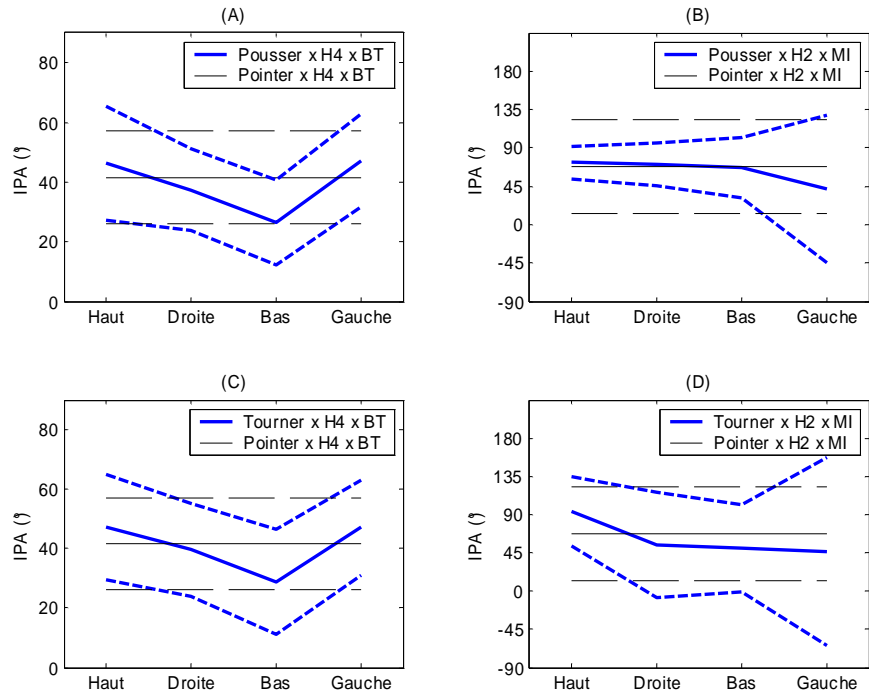 (A)
Pousser x H4 x BT
Pointer x H4 x BT
IPA (°)
80
60
40
20
0
Haut Droite Bas Gauche
(B)
Pousser x H2 x MI
Pointer x H2 x MI
IPA (°)
180
135
90
45
0
-45
-90
Haut Droite Bas Gauche
(C)
Tourner x H4 x BT
Pointer x H4 x BT
IPA (°)
80
60
40
20
0
Haut Droite Bas Gauche
(D)
Tourner x H2 x MI
Pointer x H2 x MI
IPA (°)
180
135
90
45
0
-45
-90
Haut Droite Bas Gauche